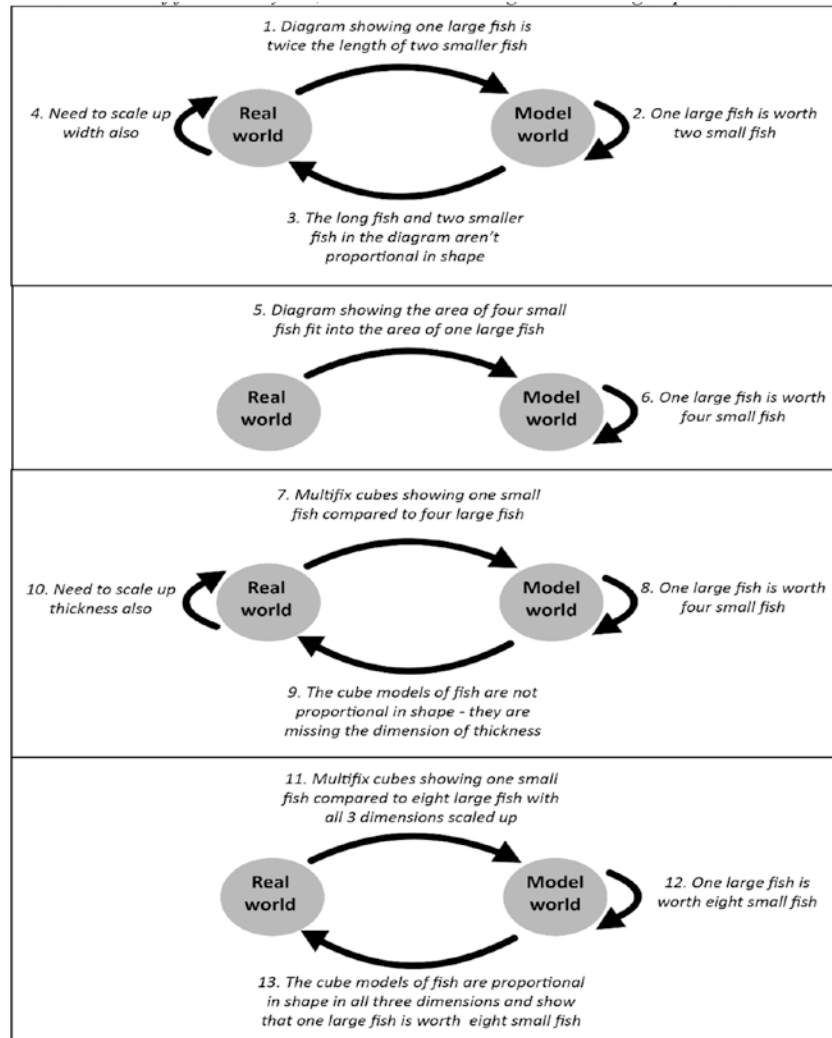 1. Diagram showing one large fish is
twice the length of two smaller fish
4. Need to scale up
width also
Real
world
Model
world
2. One large fish is worth
two small fish
3. The long fish and two smaller
fish in the diagram aren't
proportional in shape
5. Diagram showing the area of four small
fish fit into the area of one large fish
Real
world
Model
world
6. One large fish is worth
four small fish
7. Multifix cubes showing one small
fish compared to four large fish
10. Need to scale up
thickness also
Real
world
Model
world
8. One large fish is worth
four small fish
9. The cube models of fish are not
proportional in shape - they are
missing the dimension of thickness
11. Multifix cubes showing one small
fish compared to eight large fish with
all 3 dimensions scaled up
Real
world
Model
world
12. One large fish is
worth eight small fish
13. The cube models of fish are proportional
in shape in all three dimensions and show
that one large fish is worth eight small fish